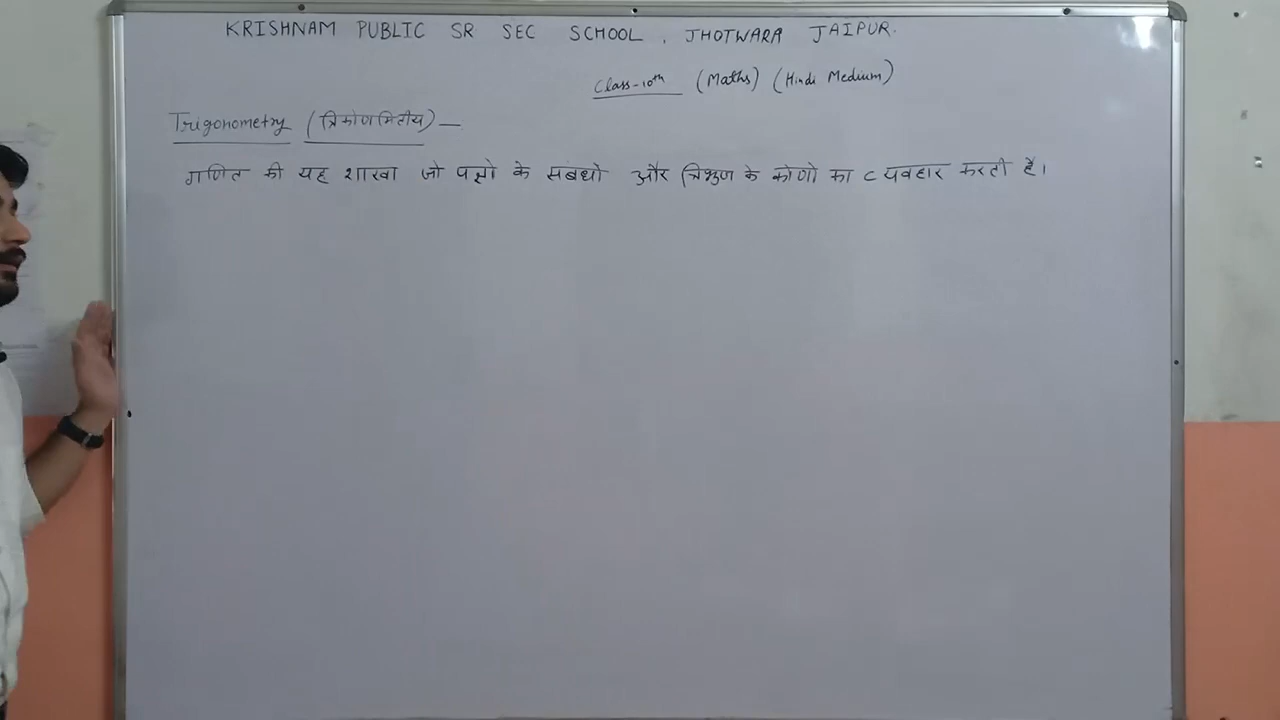 KRISHNAM PUBLIC SR SEC SCHOOL, JHOTWARA JAIPUR.
Class-10th (Maths) (Hindi Medium)
Trigonometry (त्रिकोणमितीय) —
गणित की यह शाखा जो पक्षो के संबंधो और त्रिभुज के कोणो का व्यवहार करती है।